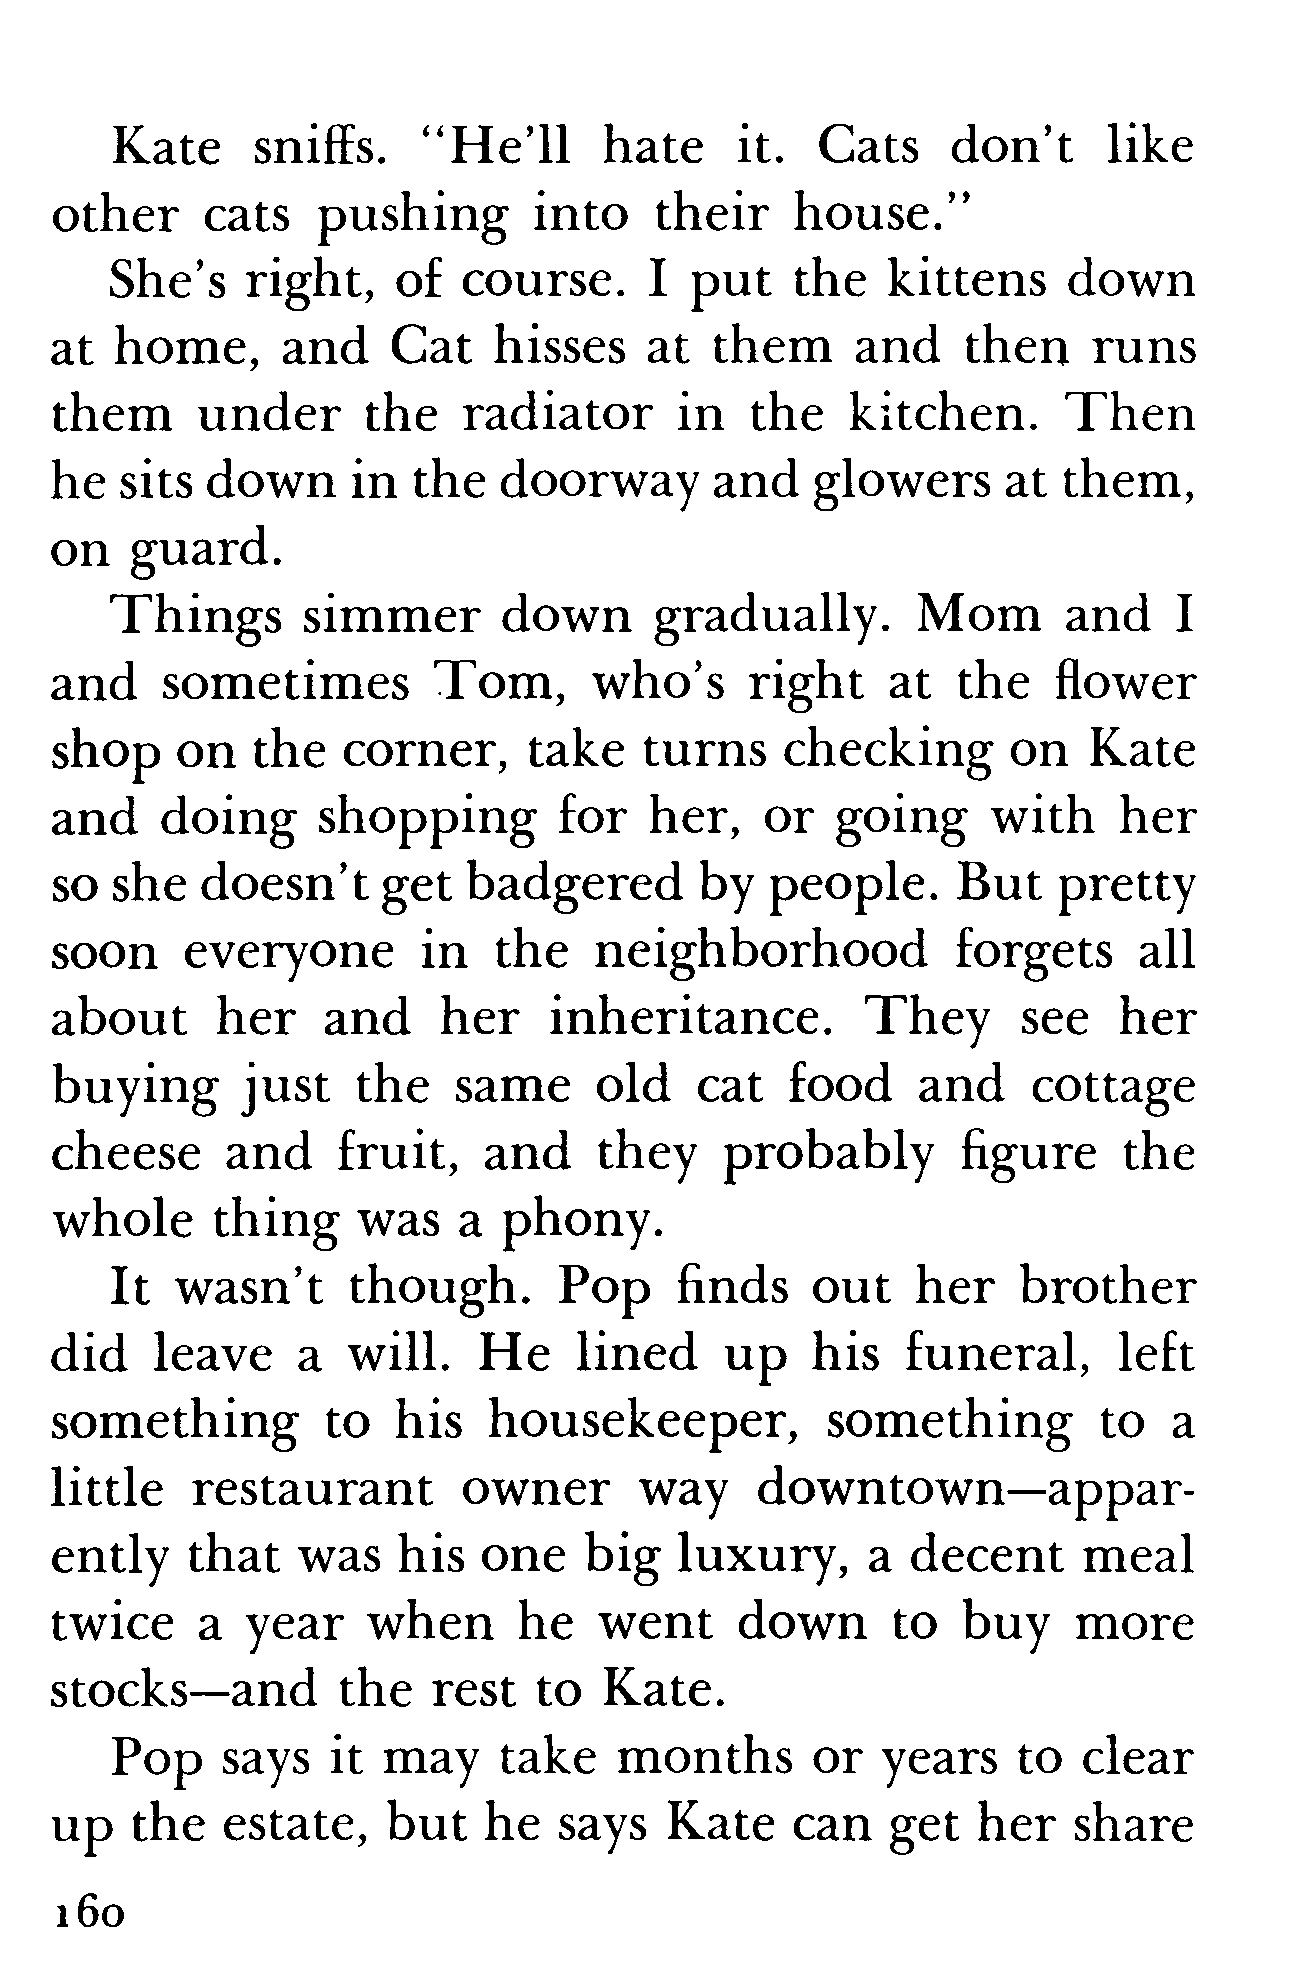 Kate sniffs. “He’ll hate it. Cats don’t like
other cats pushing into their house.”
She’s right, of course. I put the kittens down
at home, and Cat hisses at them and then runs
them under the radiator in the kitchen. Then
he sits down in the doorway and glowers at them,
on guard.
Things simmer down gradually. Mom and I
and sometimes Tom, who’s right at the flower
shop on the corner, take turns checking on Kate
and doing shopping for her, or going with her
so she doesn’t get badgered by people. But pretty
soon everyone in the neighborhood forgets all
about her and her inheritance. They see her
buying just the same old cat food and cottage
cheese and fruit, and they probably figure the
whole thing was a phony.
It wasn’t though. Pop finds out her brother
did leave a will. He lined up his funeral, left
something to his housekeeper, something to a
little restaurant owner way downtown—appar-
ently that was his one big luxury, a decent meal
twice a year when he went down to buy more
stocks—and the rest to Kate.
Pop says it may take months or years to clear
up the estate, but he says Kate can get her share
160